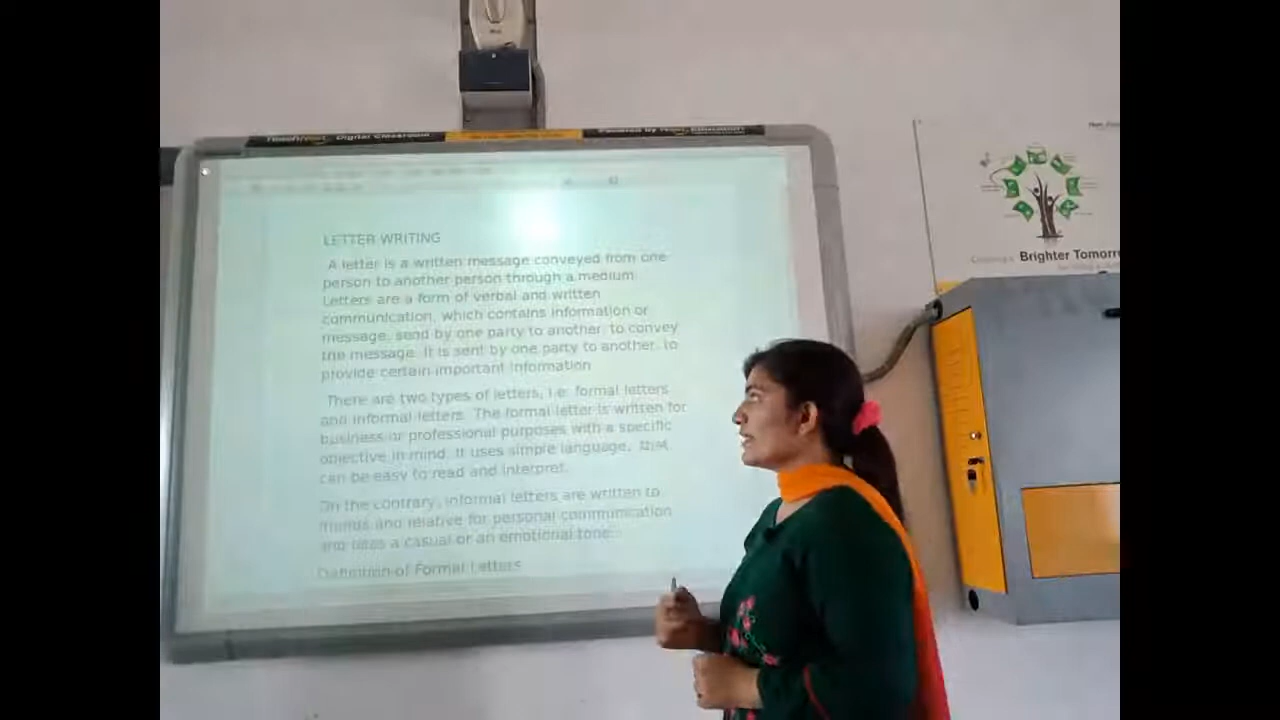 Digital Classroom
Powered by
LETTER WRITING
A letter is a written message conveyed from one
person to another person through a medium.
Letters are a form of verbal and written
communication, which contains information or
message, send by one party to another, to convey
the message. It is sent by one party to another, to
provide certain important information.
There are two types of letters, i.e. formal letters
and informal letters. The formal letter is written for
business or professional purposes with a specific
objective in mind. It uses simple language, that
can be easy to read and interpret.
On the contrary, informal letters are written to
friends and relative for personal communication
and uses a casual or an emotional tone.
Definition of Formal Letters
Brighter Tomorr